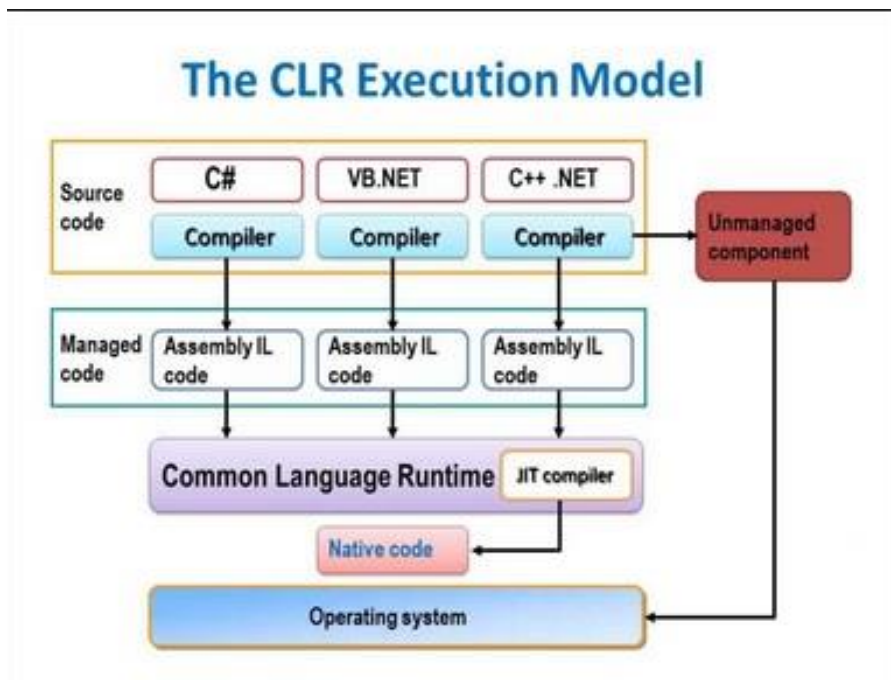 The CLR Execution Model
Source
code
C#
VB.NET
C++ .NET
Compiler
Compiler
Compiler
Unmanaged
component
Managed
code
Assembly IL
code
Assembly IL
code
Assembly IL
code
Common Language Runtime
JIT compiler
Native code
Operating system